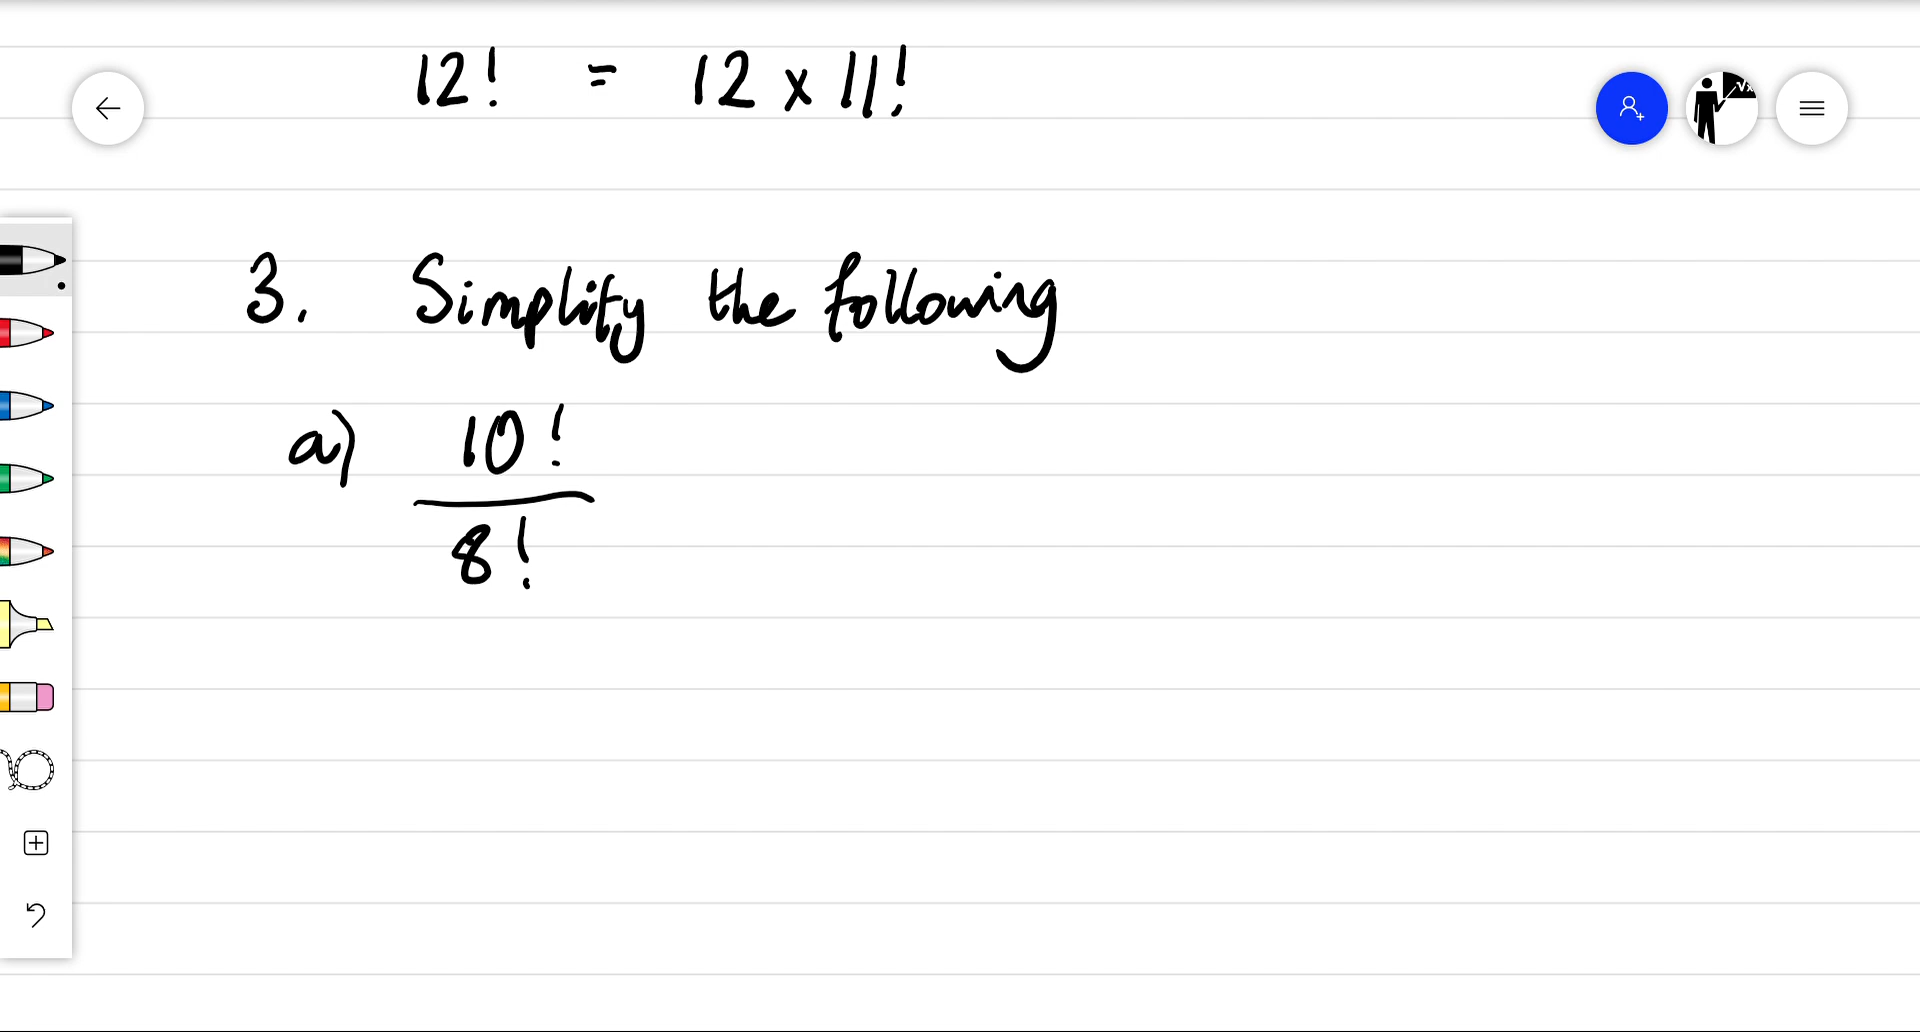 12! = 12 x 11!
3. Simplify the following
a) 10!
8!